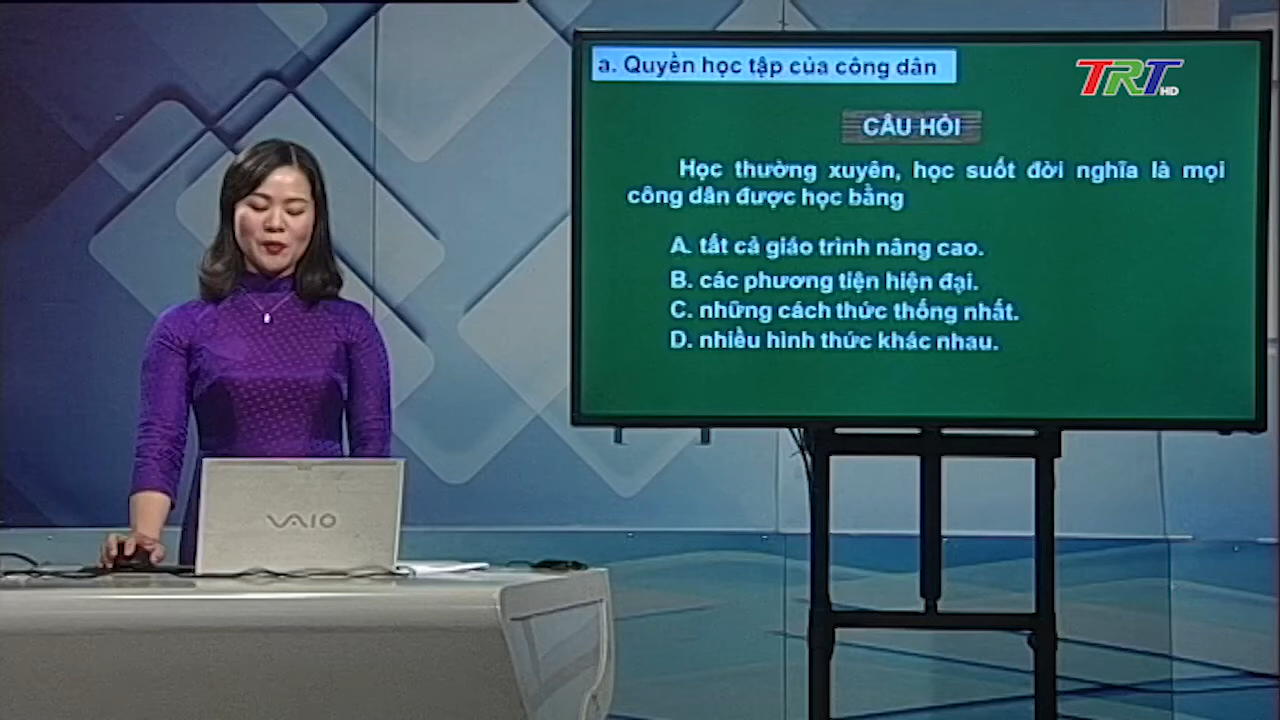 a. Quyền học tập của công dân
TRT HD
CÂU HỎI
Học thường xuyên, học suốt đời nghĩa là mọi
công dân được học bằng
A. tất cả giáo trình nâng cao.
B. các phương tiện hiện đại.
C. những cách thức thống nhất.
D. nhiều hình thức khác nhau.
VAIO